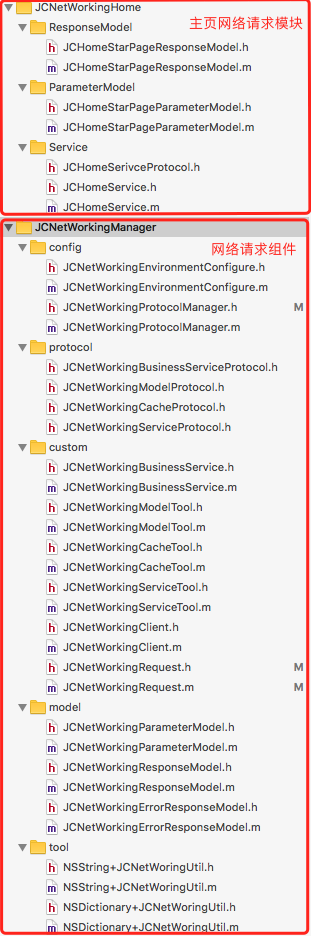 JCNetWorkingHome
主页网络请求模块
ResponseModel
JCHomeStarPageResponseModel.h
JCHomeStarPageResponseModel.m
ParameterModel
JCHomeStarPageParameterModel.h
JCHomeStarPageParameterModel.m
Service
JCHomeSerivceProtocol.h
JCHomeService.h
JCHomeService.m
JCNetWorkingManager
网络请求组件
config
JCNetWorkingEnvironmentConfigure.h
JCNetWorkingEnvironmentConfigure.m
JCNetWorkingProtocolManager.h M
JCNetWorkingProtocolManager.m
protocol
JCNetWorkingBusinessServiceProtocol.h
JCNetWorkingModelProtocol.h
JCNetWorkingCacheProtocol.h
JCNetWorkingServiceProtocol.h
custom
JCNetWorkingBusinessService.h
JCNetWorkingBusinessService.m
JCNetWorkingModelTool.h
JCNetWorkingModelTool.m
JCNetWorkingCacheTool.h
JCNetWorkingCacheTool.m
JCNetWorkingServiceTool.h
JCNetWorkingServiceTool.m
JCNetWorkingClient.h
JCNetWorkingClient.m
JCNetWorkingRequest.h M
JCNetWorkingRequest.m M
model
JCNetWorkingParameterModel.h
JCNetWorkingParameterModel.m
JCNetWorkingResponseModel.h
JCNetWorkingResponseModel.m
JCNetWorkingErrorResponseModel.h
JCNetWorkingErrorResponseModel.m
tool
NSString+JCNetWoringUtil.h
NSString+JCNetWoringUtil.m
NSDictionary+JCNetWoringUtil.h
NSDictionary+JCNetWoringUtil.m